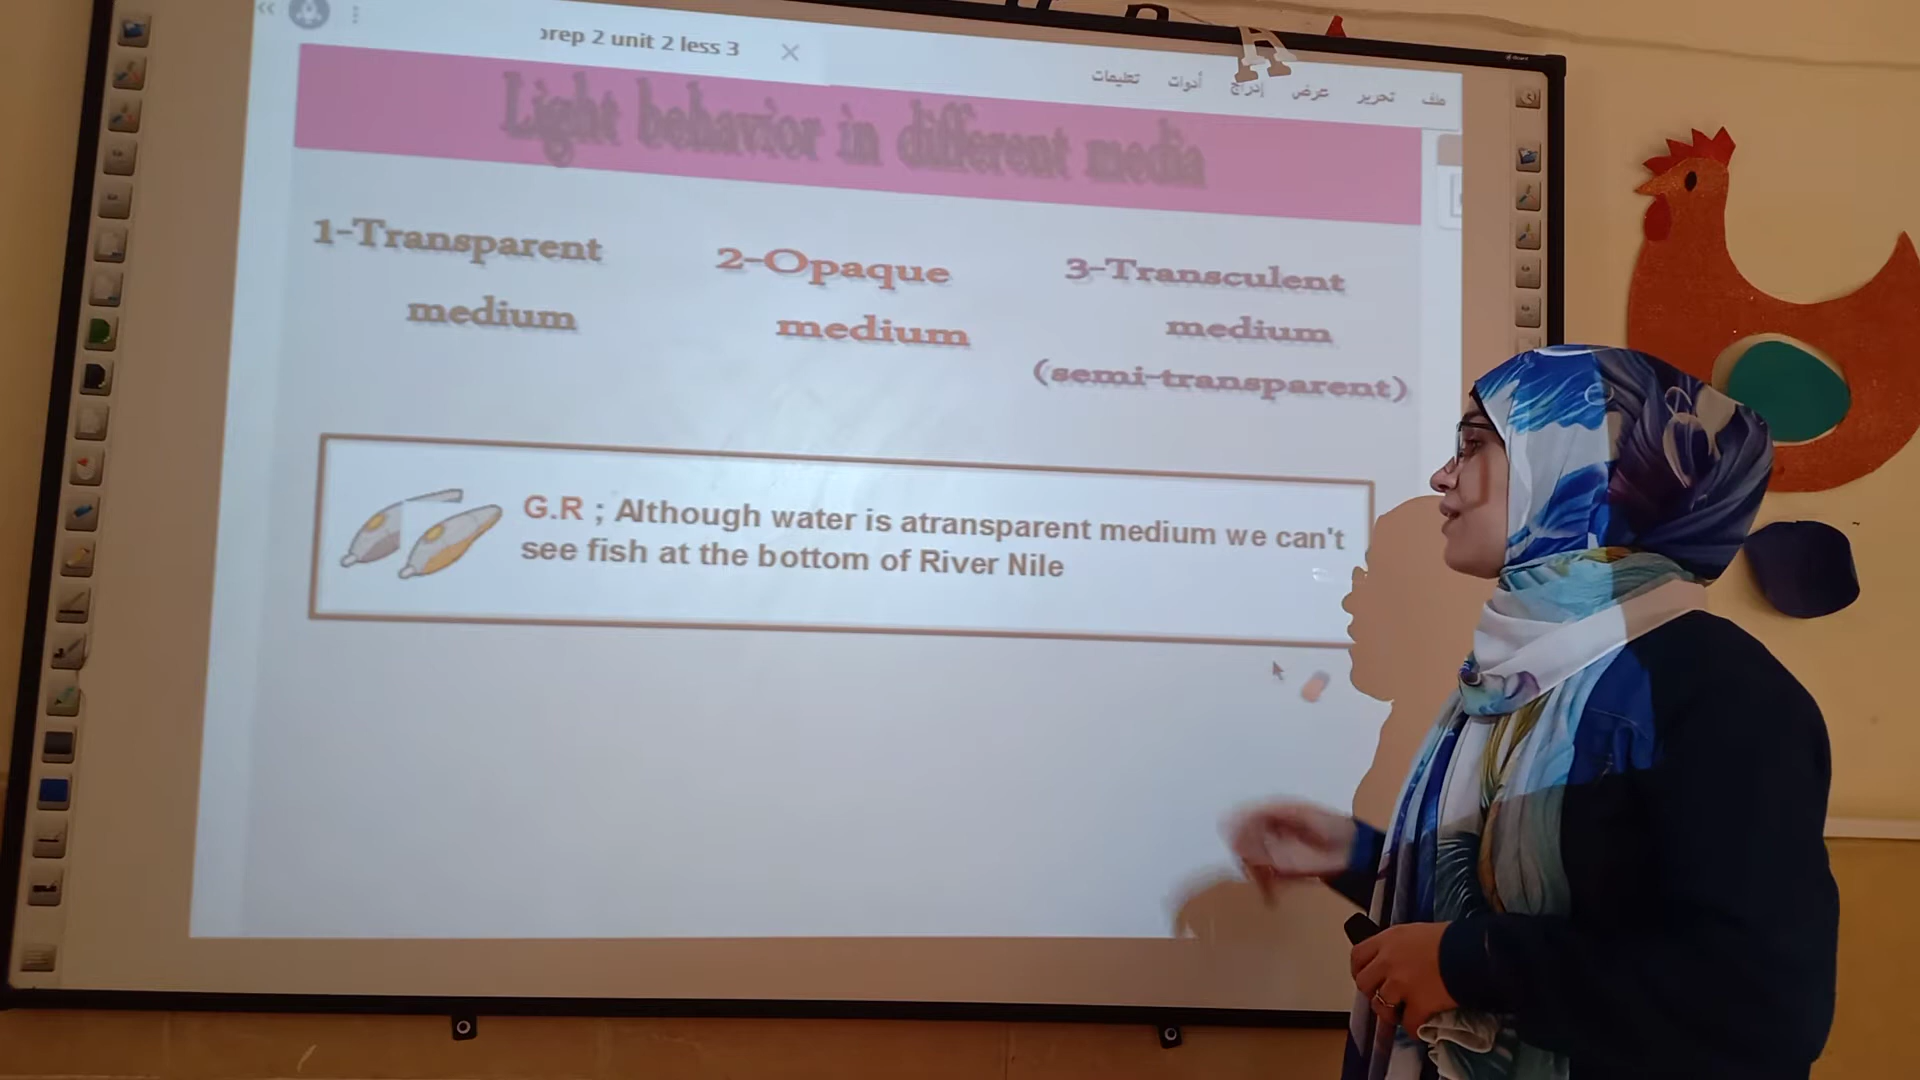 prep 2 unit 2 less 3
ملف تحرير عرض إدراج أدوات تعليمات
Light behavior in different media
1-Transparent
medium
2-Opaque
medium
3-Transculent
medium
(semi-transparent)
G.R ; Although water is atransparent medium we can't
see fish at the bottom of River Nile